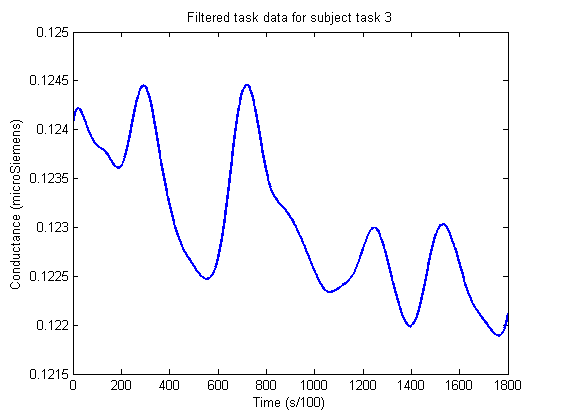 Filtered task data for subject task 3
0.125
0.1245
0.124
0.1235
0.123
0.1225
0.122
0.1215
Conductance (microSiemens)
0 200 400 600 800 1000 1200 1400 1600 1800
Time (s/100)